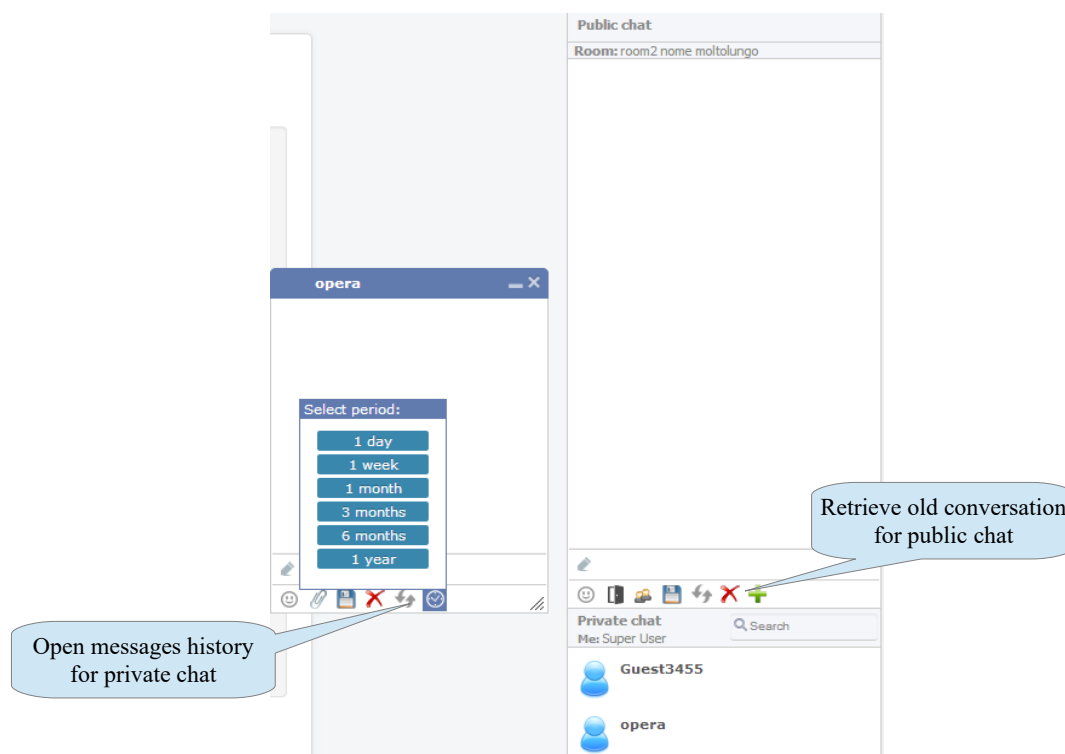 Public chat
Room: room2 nome moltolungo
opera
Select period:
1 day
1 week
1 month
3 months
6 months
1 year
Retrieve old conversation
for public chat
Open messages history
for private chat
Private chat
Me: Super User
Search
Guest3455
opera